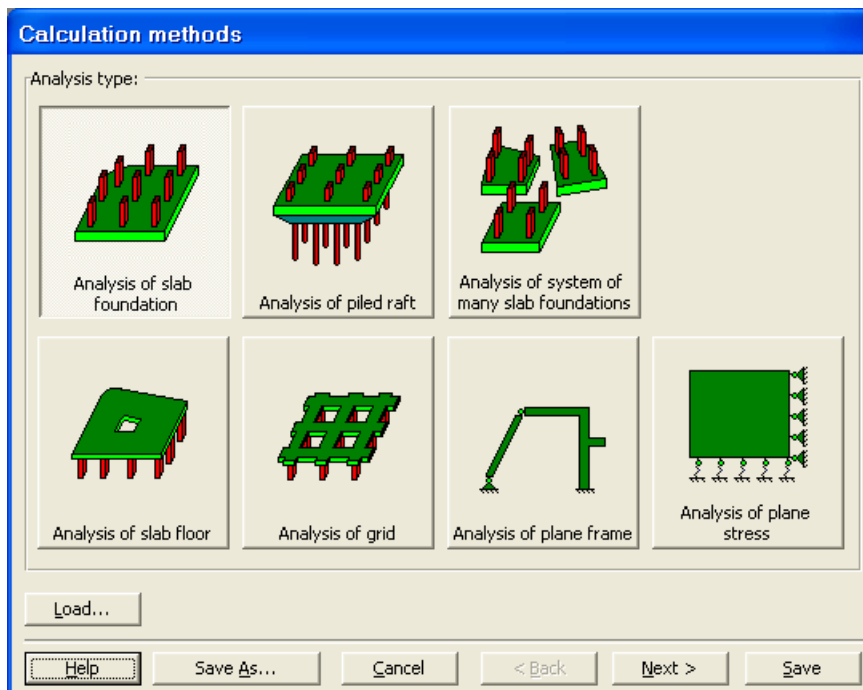 Calculation methods
Analysis type:
Analysis of slab
foundation
Analysis of piled raft
Analysis of system of
many slab foundations
Analysis of slab floor
Analysis of grid
Analysis of plane frame
Analysis of plane
stress
Load...
Help
Save As...
Cancel
< Back
Next >
Save